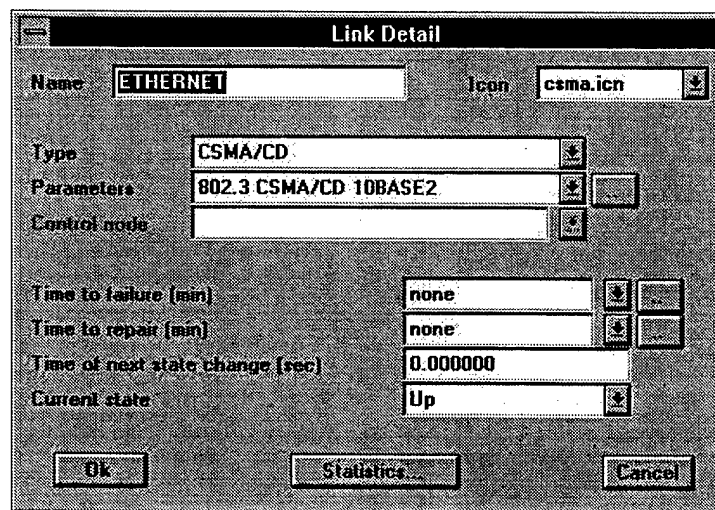 Link Detail
Name ETHERNET Icon csma.icn
Type CSMA/CD
Parameters 802.3 CSMA/CD 10BASE2 ...
Control node
Time to failure (min) none ..
Time to repair (min) none ..
Time of next state change (sec) 0.000000
Current state Up
Ok Statistics... Cancel